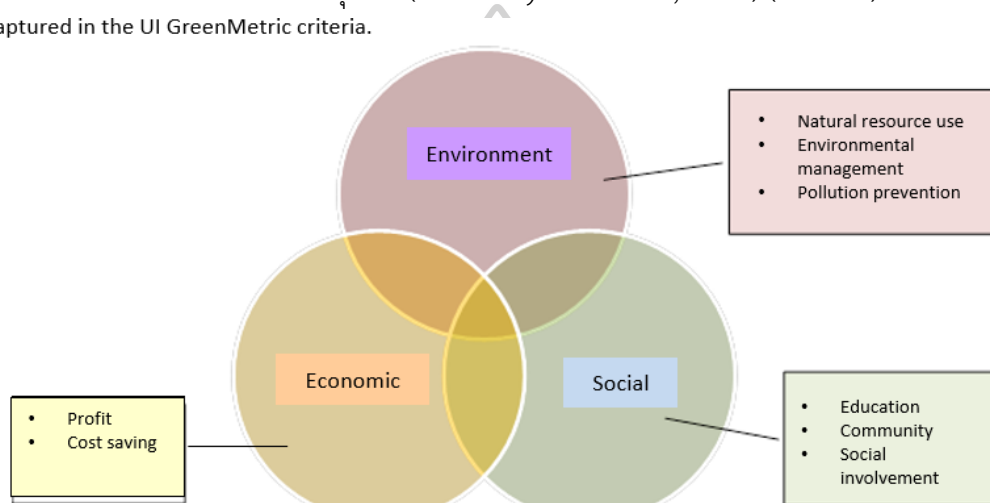 aptured in the UI GreenMetric criteria.
Environment
• Natural resource use
• Environmental
management
• Pollution prevention
Economic
Social
• Profit
• Cost saving
• Education
• Community
• Social
involvement